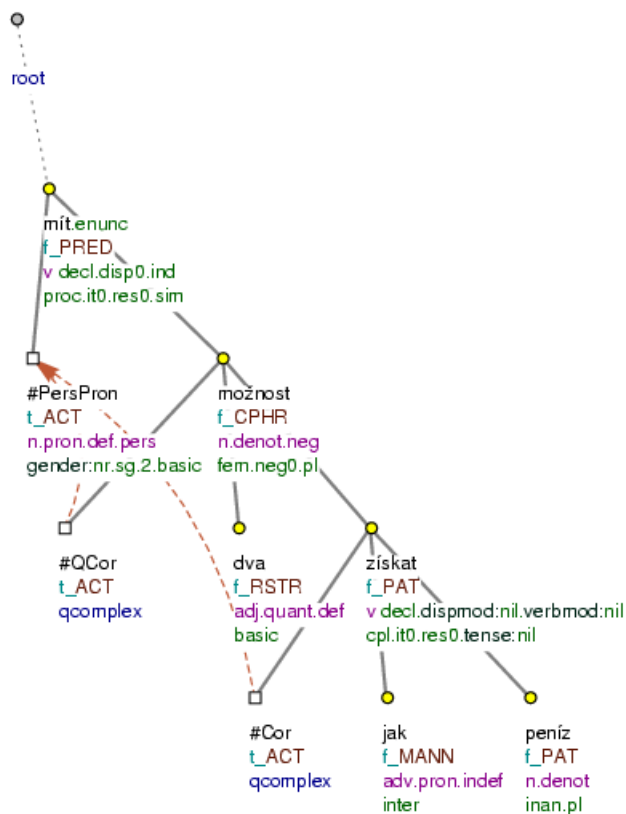 root
mít.enunc
f_PRED
v decl.disp0.ind
proc.it0.res0.sim
#PersPron
t_ACT
n.pron.def.pers
gender:nr.sg.2.basic
možnost
f_CPHR
n.denot.neg
fem.neg0.pl
#QCor
t_ACT
qcomplex
dva
f_RSTR
adj.quant.def
basic
získat
f_PAT
v decl.dispmod:nil.verbmod:nil
cpl.it0.res0.tense:nil
#Cor
t_ACT
qcomplex
jak
f_MANN
adv.pron.indef
inter
peníz
f_PAT
n.denot
inan.pl